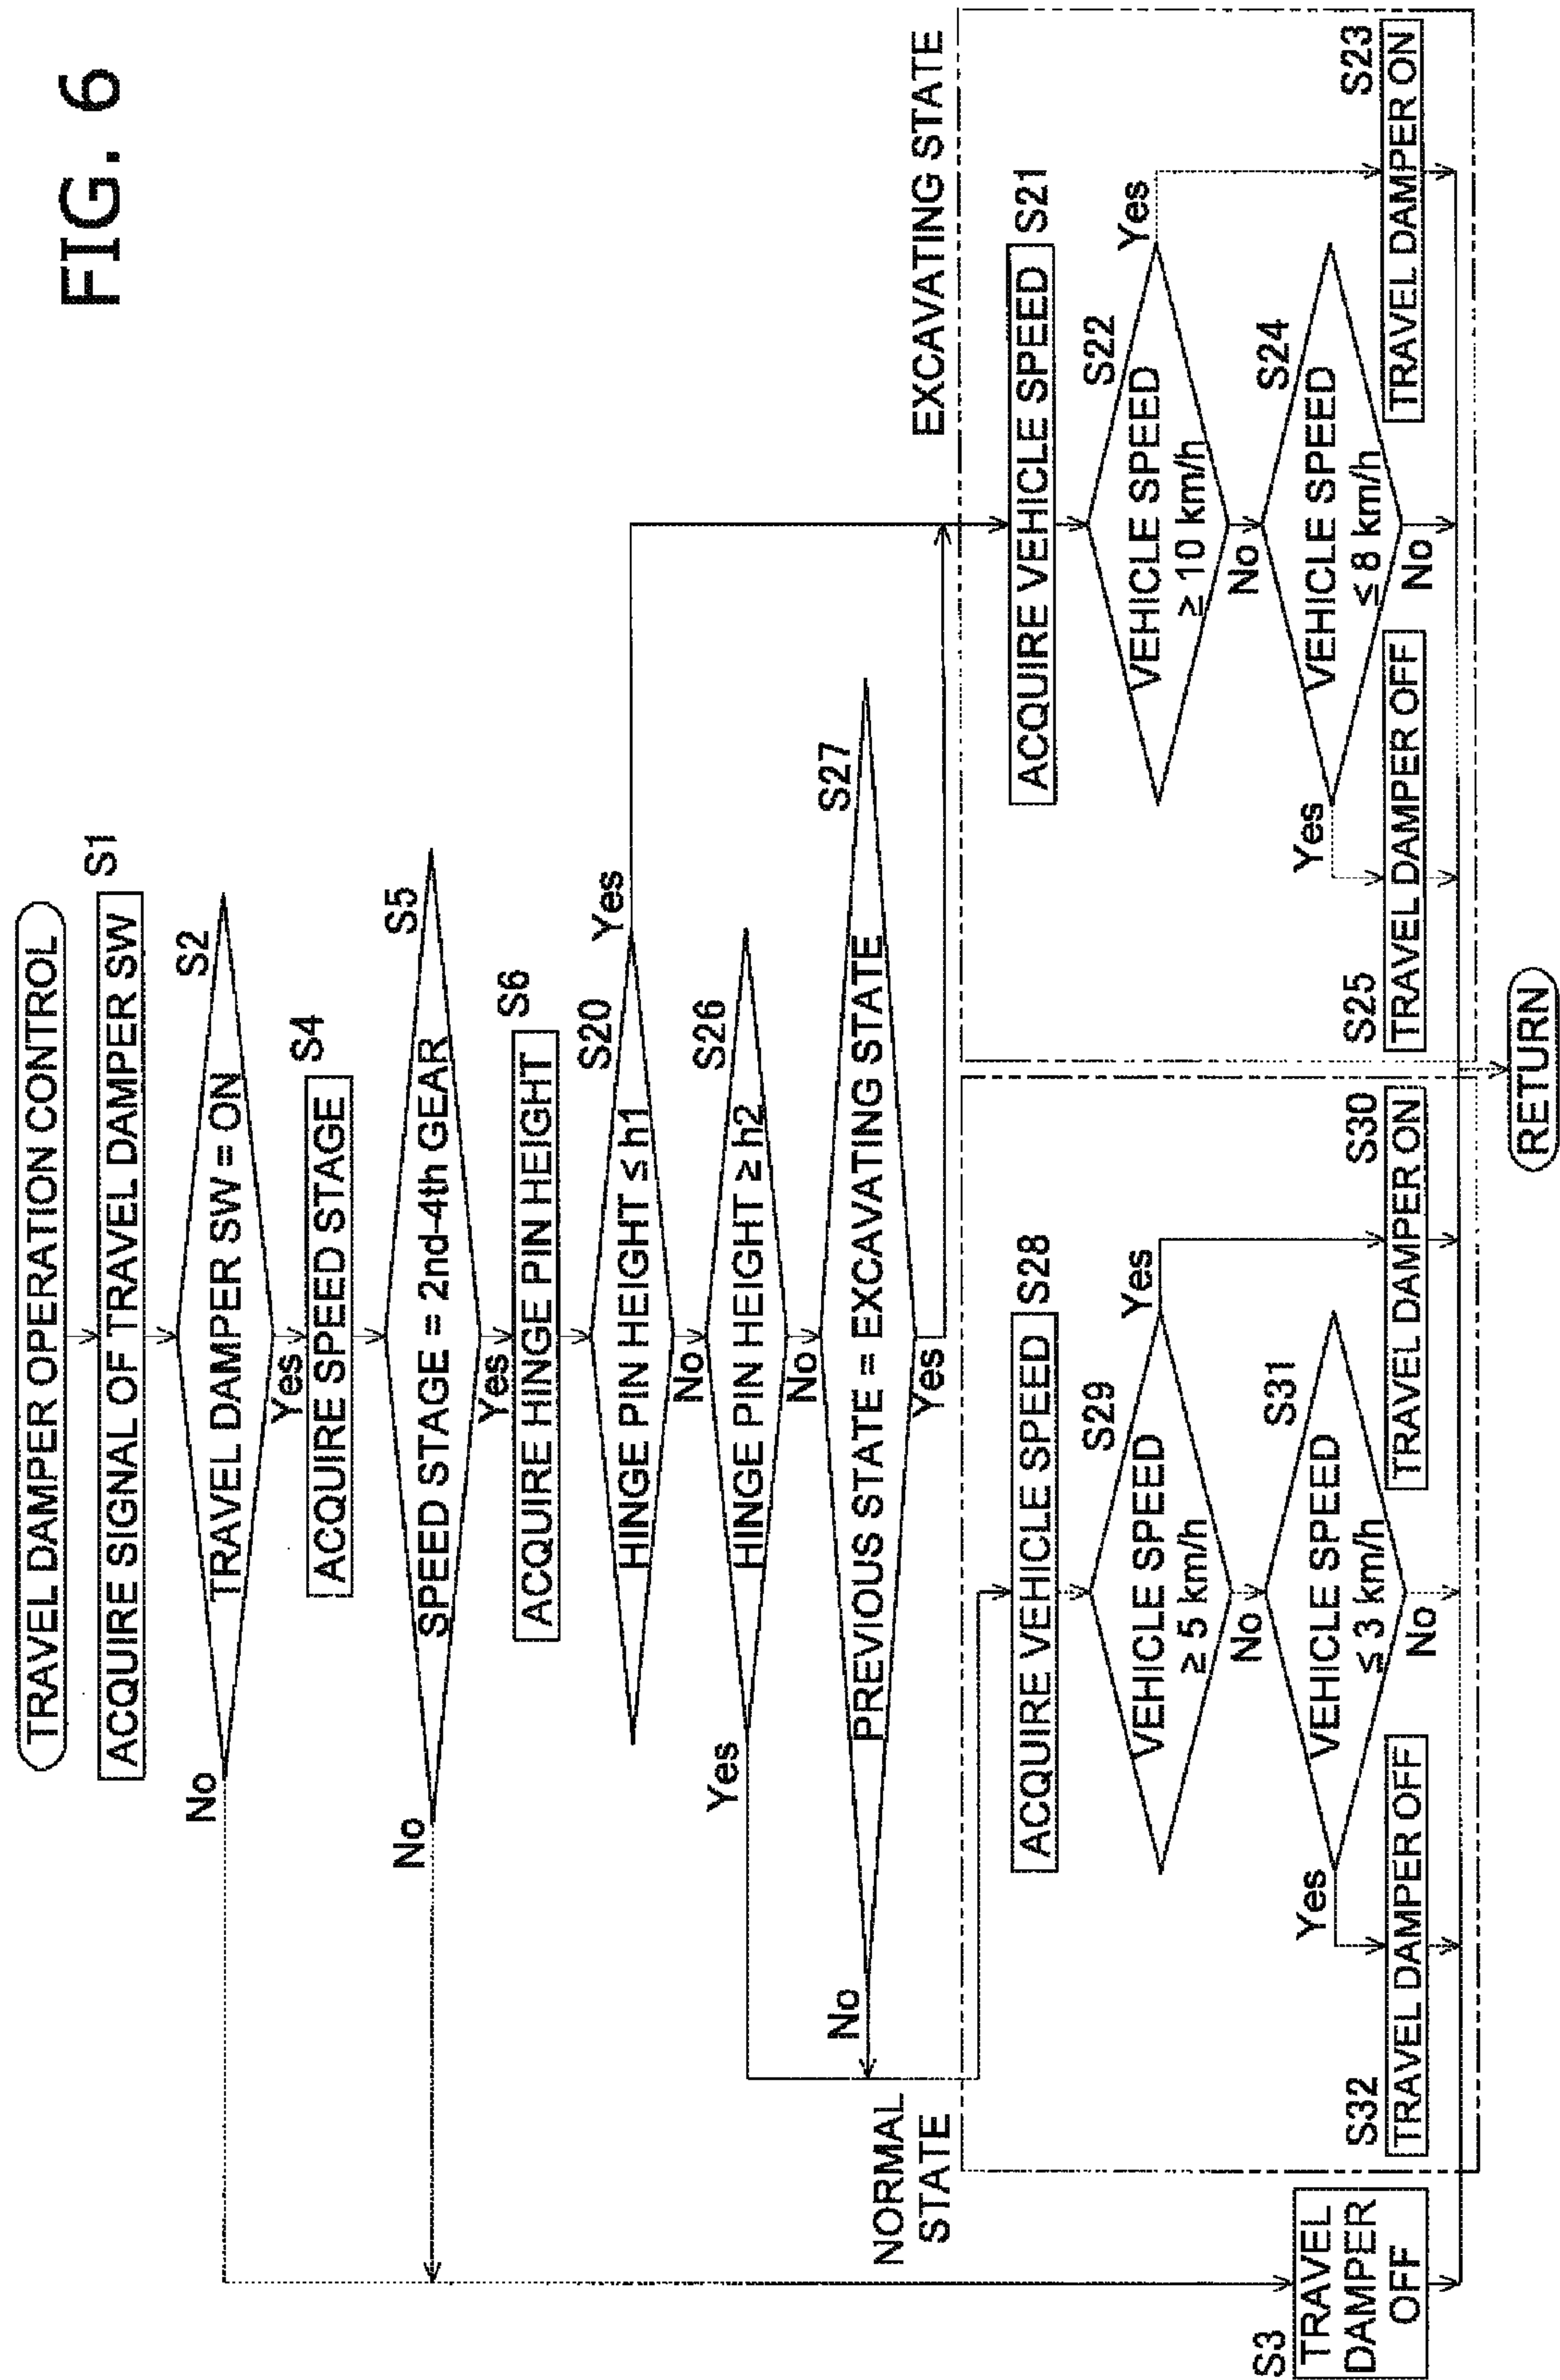 FIG. 6
TRAVEL DAMPER OPERATION CONTROL
ACQUIRE SIGNAL OF TRAVEL DAMPER SW
S1
TRAVEL DAMPER SW = ON
S2
No
Yes
ACQUIRE SPEED STAGE
S4
SPEED STAGE = 2nd-4th GEAR
S5
No
Yes
ACQUIRE HINGE PIN HEIGHT
S6
HINGE PIN HEIGHT ≤ h1
S20
Yes
No
HINGE PIN HEIGHT ≥ h2
S26
Yes
No
PREVIOUS STATE = EXCAVATING STATE
S27
No
Yes
NORMAL
STATE
EXCAVATING STATE
ACQUIRE VEHICLE SPEED
S28
VEHICLE SPEED
≥ 5 km/h
S29
Yes
No
VEHICLE SPEED
≦ 3 km/h
S31
Yes
No
S32
TRAVEL DAMPER OFF
S30
TRAVEL DAMPER ON
ACQUIRE VEHICLE SPEED
S21
VEHICLE SPEED
≥ 10 km/h
S22
Yes
No
VEHICLE SPEED
≤ 8 km/h
S24
Yes
No
S25
TRAVEL DAMPER OFF
S23
TRAVEL DAMPER ON
S3
TRAVEL
DAMPER
OFF
RETURN